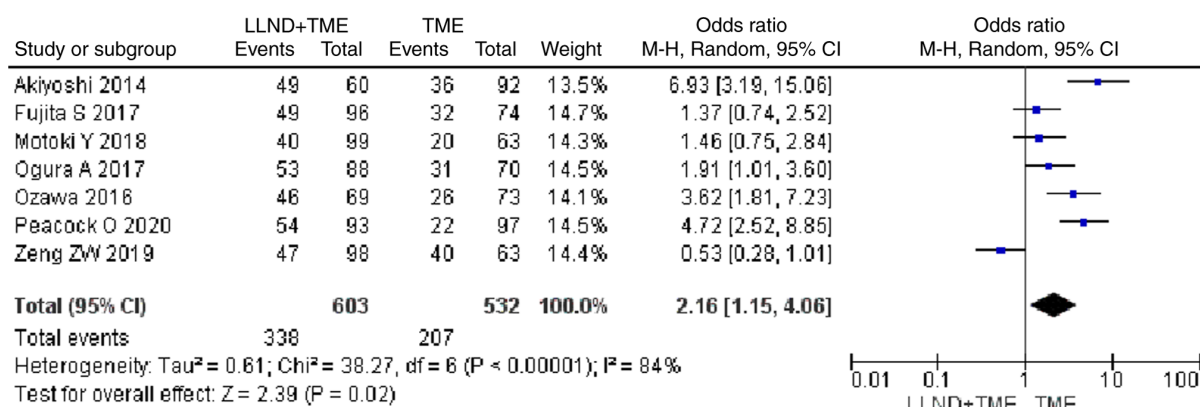 LLND+TME TME Odds ratio Odds ratio
Study or subgroup Events Total Events Total Weight M-H, Random, 95% CI M-H, Random, 95% CI
Akiyoshi 2014 49 60 36 92 13.5% 6.93 [3.19, 15.06]
Fujita S 2017 49 96 32 74 14.7% 1.37 [0.74, 2.52]
Motoki Y 2018 40 99 20 63 14.3% 1.46 [0.75, 2.84]
Ogura A 2017 53 88 31 70 14.5% 1.91 [1.01, 3.60]
Ozawa 2016 46 69 26 73 14.1% 3.62 [1.81, 7.23]
Peacock O 2020 54 93 22 97 14.5% 4.72 [2.52, 8.85]
Zeng ZW 2019 47 98 40 63 14.4% 0.53 [0.28, 1.01]
Total (95% CI) 603 532 100.0% 2.16 [1.15, 4.06]
Total events 338 207
Heterogeneity: Tau² = 0.61; Chi² = 38.27, df = 6 (P < 0.00001); I² = 84%
Test for overall effect: Z = 2.39 (P = 0.02)
0.01 0.1 1 10 100
LLND+TME TME